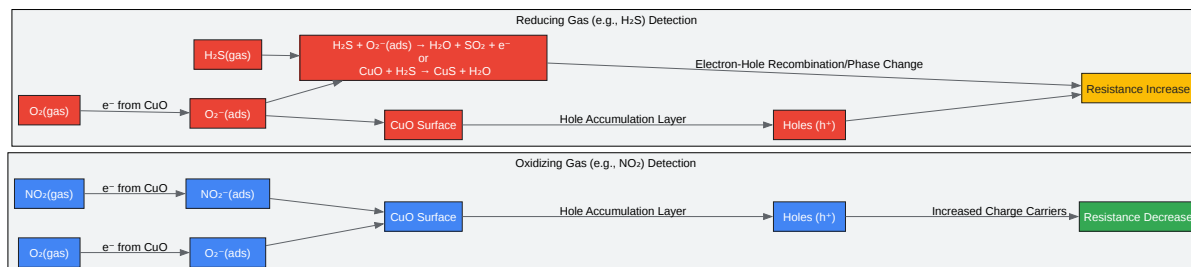 Reducing Gas (e.g., H₂S) Detection
H₂S(gas)
H₂S + O₂⁻(ads) → H₂O + SO₂ + e⁻
or
CuO + H₂S → CuS + H₂O
Electron-Hole Recombination/Phase Change
Resistance Increase
O₂(gas)
e⁻ from CuO
O₂⁻(ads)
CuO Surface
Hole Accumulation Layer
Holes (h⁺)
Oxidizing Gas (e.g., NO₂) Detection
NO₂(gas)
e⁻ from CuO
NO₂⁻(ads)
CuO Surface
Hole Accumulation Layer
Holes (h⁺)
Increased Charge Carriers
Resistance Decrease
O₂(gas)
e⁻ from CuO
O₂⁻(ads)